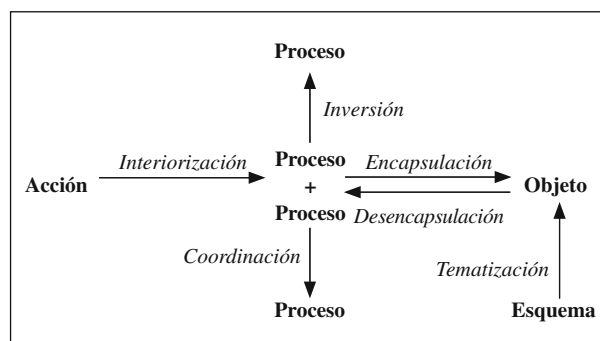 Proceso
Inversión
Interiorización Proceso Encapsulación
Acción + Objeto
Proceso Desencapsulación
Coordinación
Tematización
Proceso Esquema